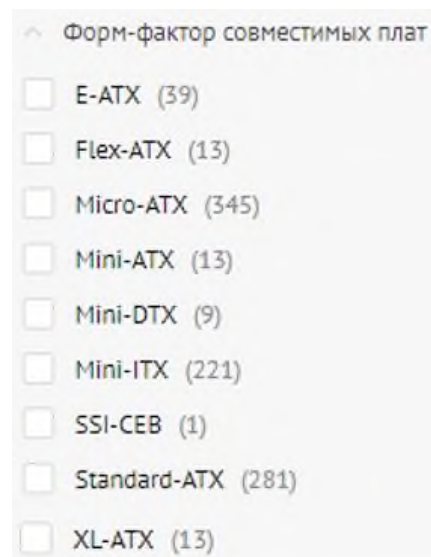 Форм-фактор совместимых плат
E-ATX (39)
Flex-ATX (13)
Micro-ATX (345)
Mini-ATX (13)
Mini-DTX (9)
Mini-ITX (221)
SSI-CEB (1)
Standard-ATX (281)
XL-ATX (13)